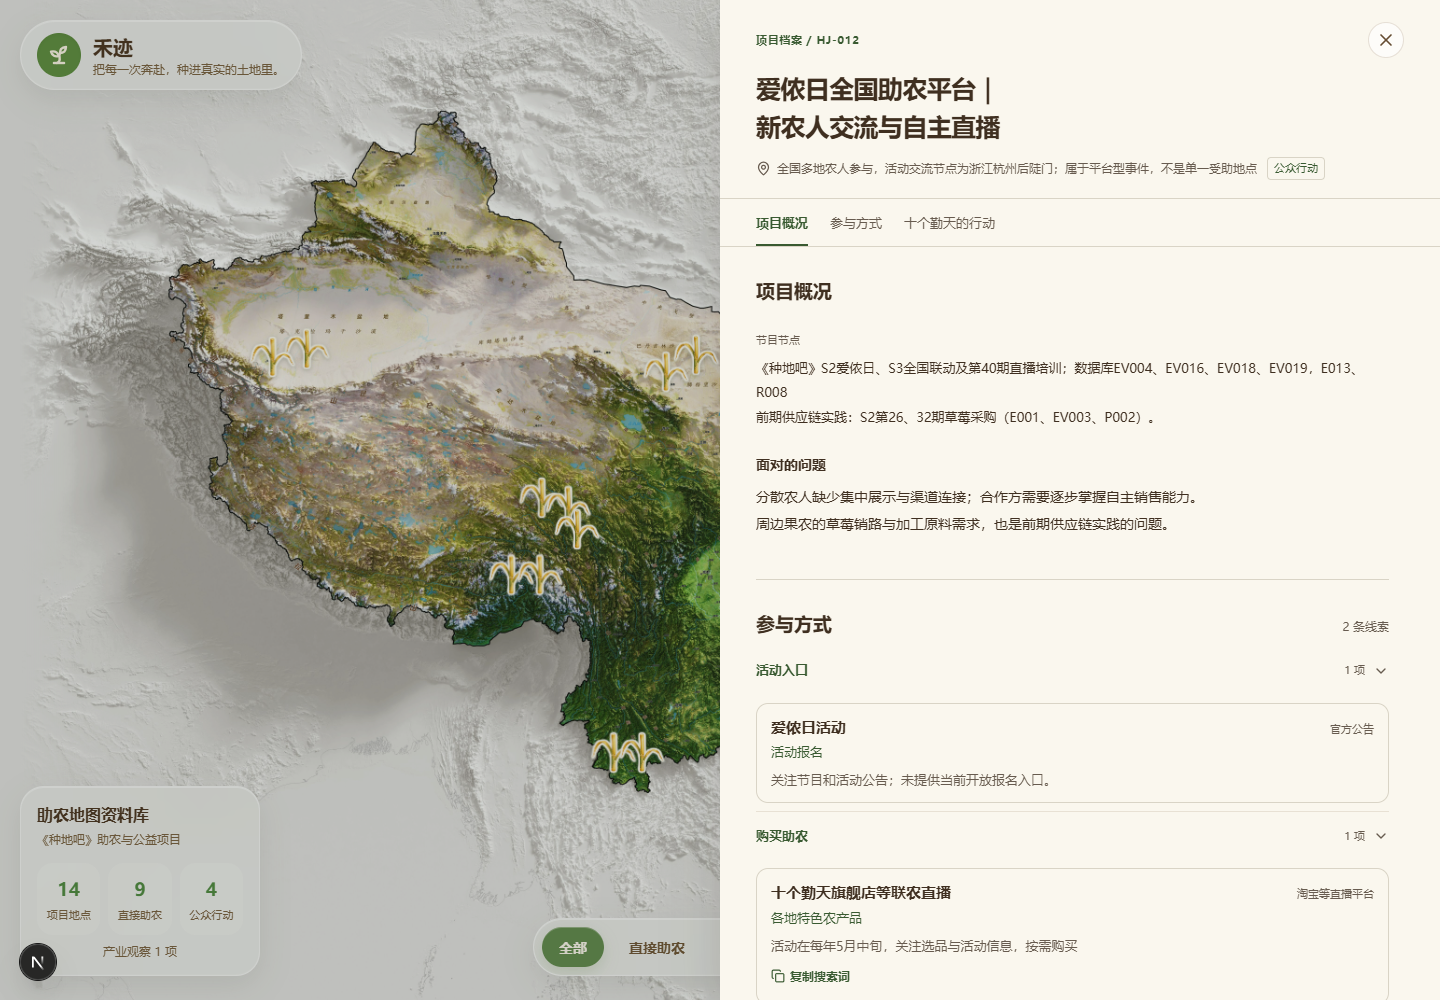 禾迹
把每一次奔赴，种进真实的土地里。
助农地图资料库
《种地吧》助农与公益项目
14
项目地点
9
直接助农
4
公众行动
产业观察 1 项
N
全部
直接助农
项目档案 / HJ-012
爱侬日全国助农平台｜
新农人交流与自主直播
全国多地农人参与，活动交流节点为浙江杭州后陡门；属于平台型事件，不是单一受助地点
公众行动
项目概况
参与方式
十个勤天的行动
项目概况
节目节点
《种地吧》S2爱侬日、S3全国联动及第40期直播培训；数据库EV004、EV016、EV018、EV019，E013、
R008
前期供应链实践：S2第26、32期草莓采购（E001、EV003、P002）。
面对的问题
分散农人缺少集中展示与渠道连接；合作方需要逐步掌握自主销售能力。
周边果农的草莓销路与加工原料需求，也是前期供应链实践的问题。
参与方式
2 条线索
活动入口
1 项
爱侬日活动
官方公告
活动报名
关注节目和活动公告；未提供当前开放报名入口。
购买助农
1 项
十个勤天旗舰店等联农直播
淘宝等直播平台
各地特色农产品
活动在每年5月中旬，关注选品与活动信息，按需购买
复制搜索词